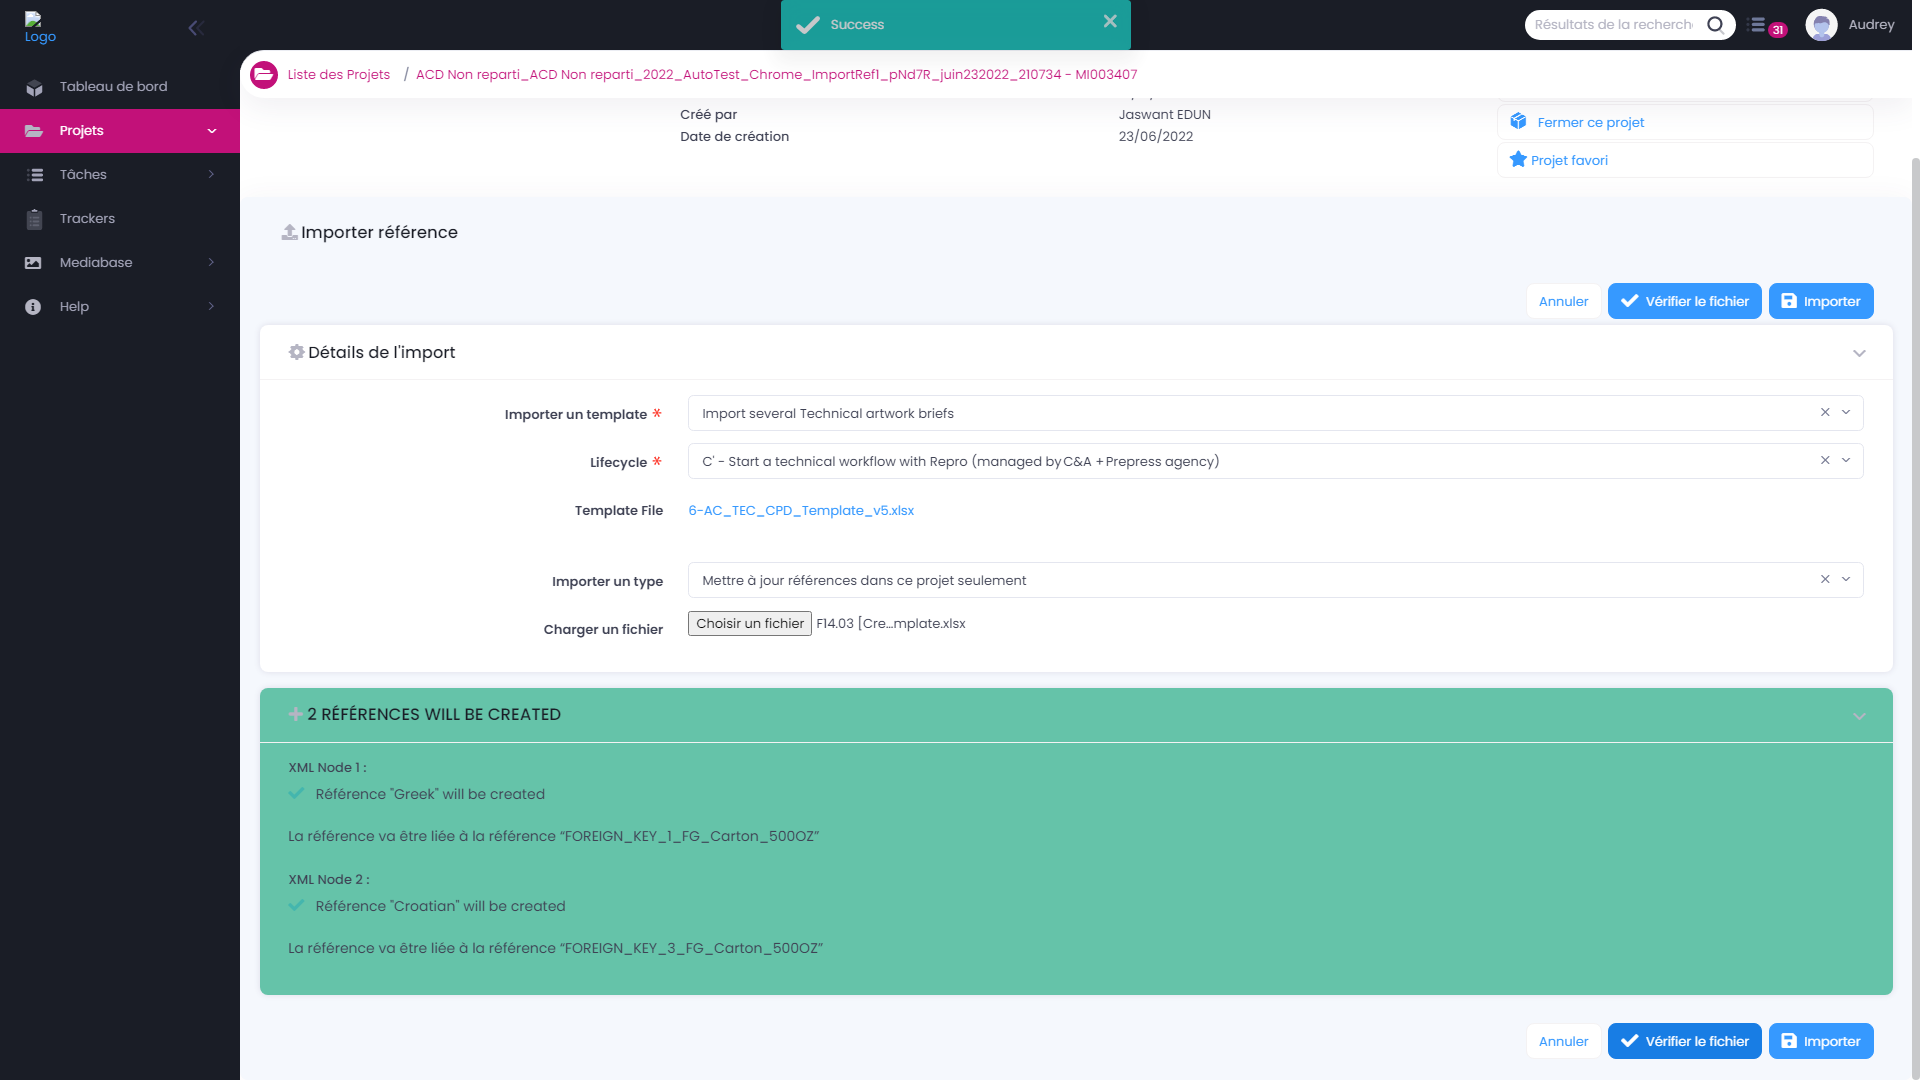 Logo
Success
Résultats de la recherch
31
Audrey
Tableau de bord
Projets
Tâches
Trackers
Mediabase
Help
Liste des Projets / ACD Non reparti_ACD Non reparti_2022_AutoTest_Chrome_ImportRef1_pNd7R_juin232022_210734 - MI003407
Créé par
Jaswant EDUN
Date de création
23/06/2022
Fermer ce projet
Projet favori
Importer référence
Annuler
Vérifier le fichier
Importer
Détails de l'import
Importer un template *
Import several Technical artwork briefs
Lifecycle *
C' - Start a technical workflow with Repro (managed by C&A + Prepress agency)
Template File
6-AC_TEC_CPD_Template_v5.xlsx
Importer un type
Mettre à jour références dans ce projet seulement
Charger un fichier
Choisir un fichier F14.03 [Cre...mplate.xlsx
2 RÉFÉRENCES WILL BE CREATED
XML Node 1 :
Référence "Greek" will be created
La référence va être liée à la référence “FOREIGN_KEY_1_FG_Carton_500OZ”
XML Node 2 :
Référence "Croatian" will be created
La référence va être liée à la référence “FOREIGN_KEY_3_FG_Carton_500OZ”
Annuler
Vérifier le fichier
Importer